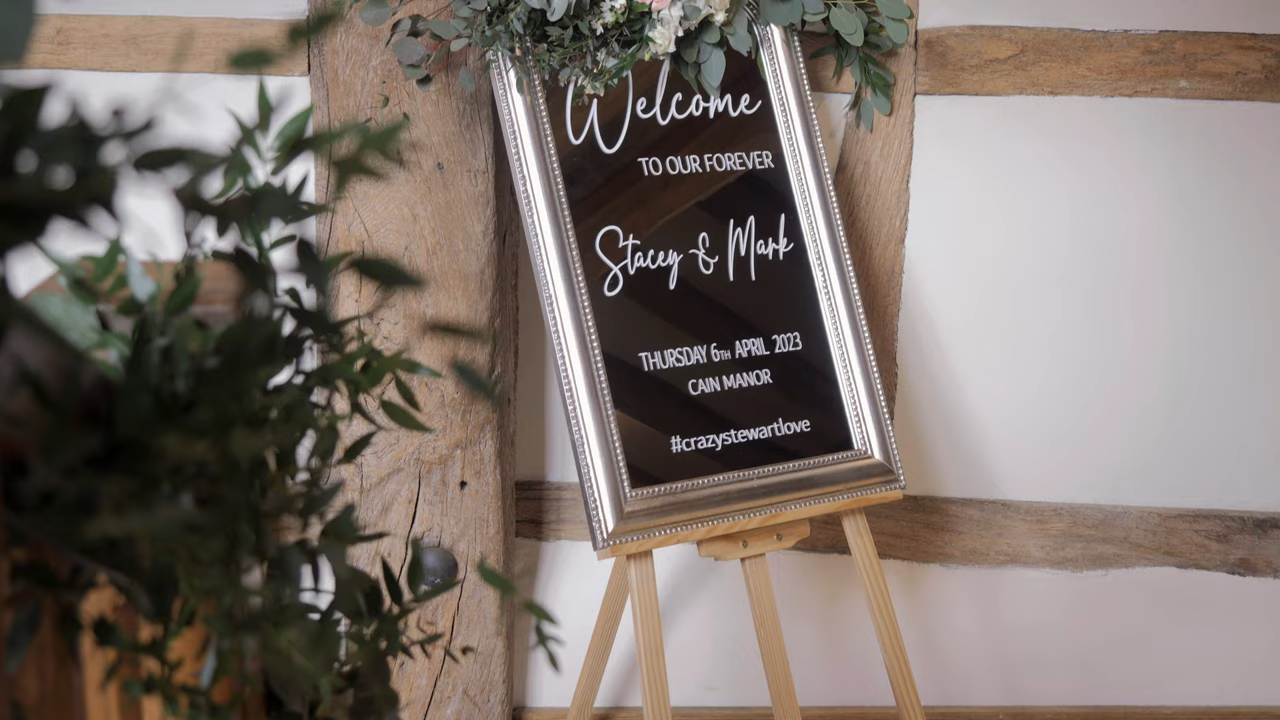 Welcome
TO OUR FOREVER
Stacey & Mark
THURSDAY 6TH APRIL 2023
CAIN MANOR
#crazystewartlove